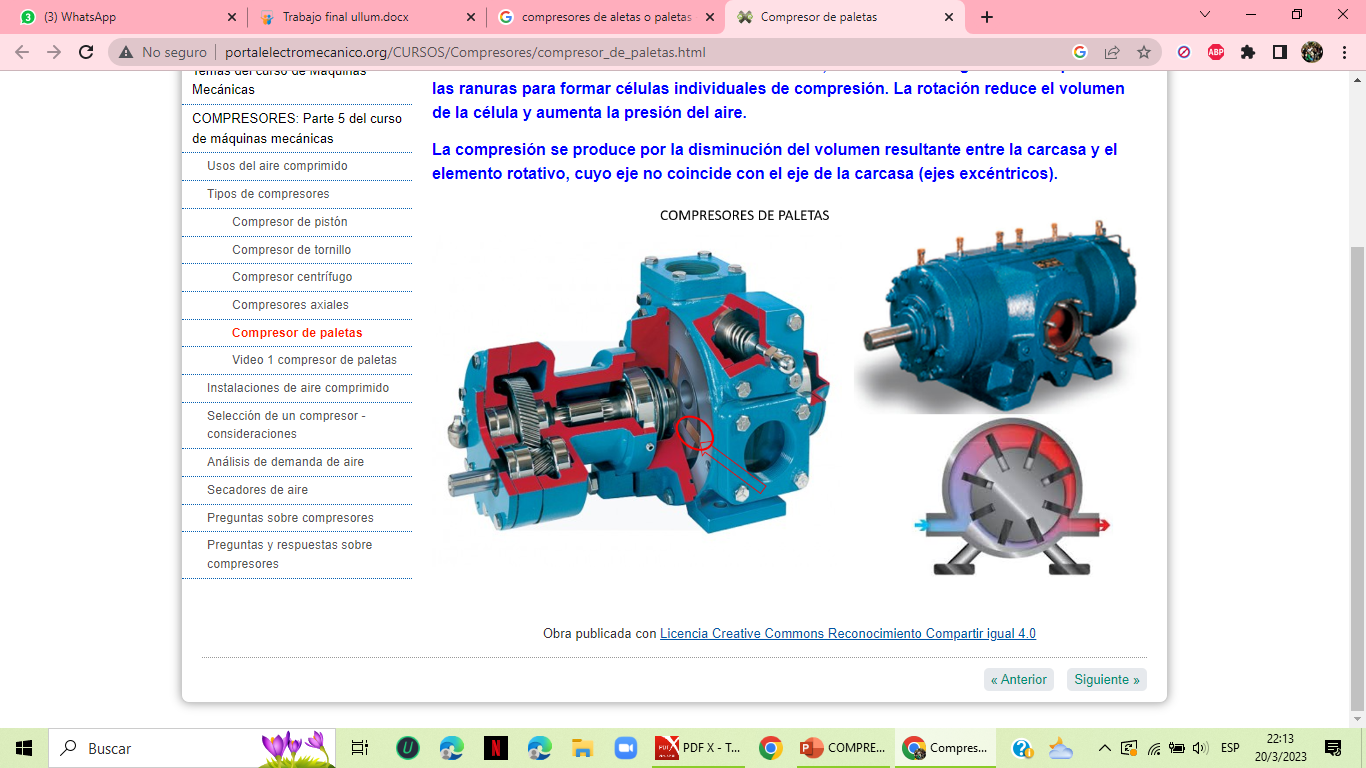 (3) WhatsApp
Trabajo final ullum.docx
compresores de aletas o paletas
Compresor de paletas
No seguro
portalelectromecanico.org/CURSOS/Compresores/compresor_de_paletas.html
ABP
Temas del curso de Máquinas
Mecánicas
COMPRESORES: Parte 5 del curso
de máquinas mecánicas
Usos del aire comprimido
Tipos de compresores
Compresor de pistón
Compresor de tornillo
Compresor centrífugo
Compresores axiales
Compresor de paletas
Video 1 compresor de paletas
Instalaciones de aire comprimido
Selección de un compresor -
consideraciones
Análisis de demanda de aire
Secadores de aire
Preguntas sobre compresores
Preguntas y respuestas sobre
compresores
las ranuras para formar células individuales de compresión. La rotación reduce el volumen
de la célula y aumenta la presión del aire.
La compresión se produce por la disminución del volumen resultante entre la carcasa y el
elemento rotativo, cuyo eje no coincide con el eje de la carcasa (ejes excéntricos).
COMPRESORES DE PALETAS
Obra publicada con Licencia Creative Commons Reconocimiento Compartir igual 4.0
« Anterior
Siguiente »
Buscar
PDF X - T...
COMPRE...
Compres...
ESP
22:13
20/3/2023